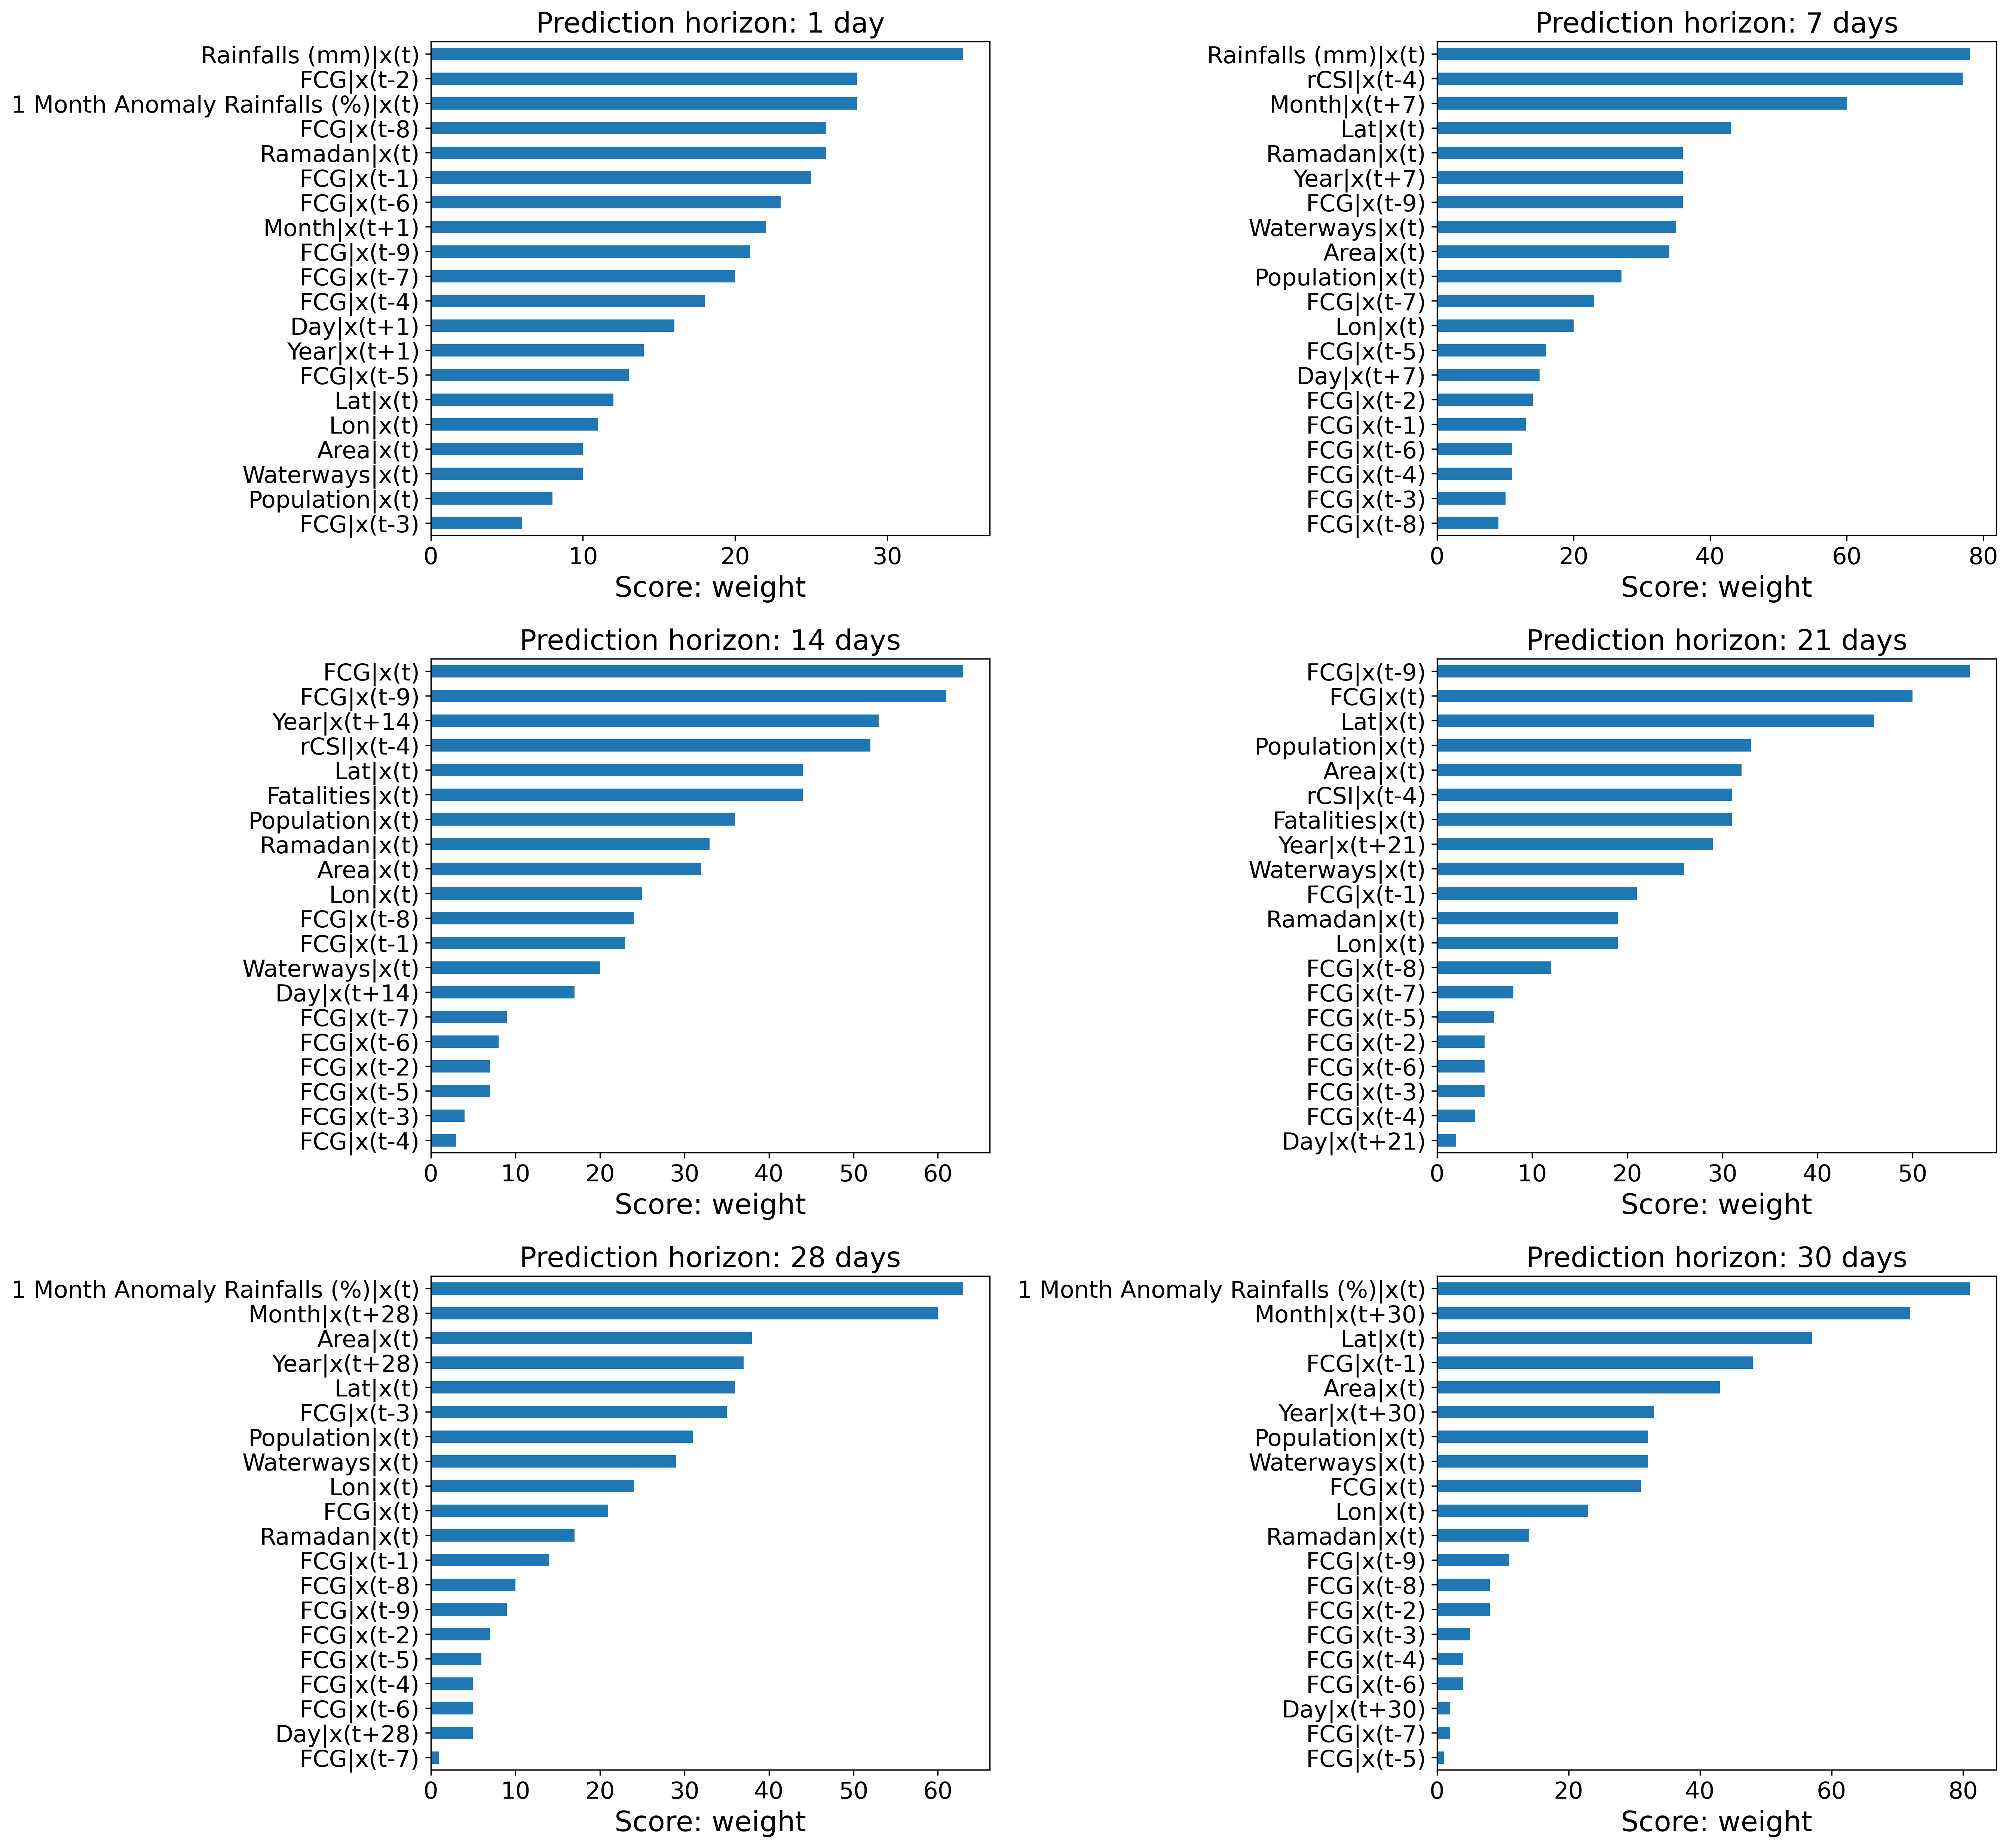 Prediction horizon: 1 day
Rainfalls (mm)|x(t)
FCG|x(t-2)
1 Month Anomaly Rainfalls (%)|x(t)
FCG|x(t-8)
Ramadan|x(t)
FCG|x(t-1)
FCG|x(t-6)
Month|x(t+1)
FCG|x(t-9)
FCG|x(t-7)
FCG|x(t-4)
Day|x(t+1)
Year|x(t+1)
FCG|x(t-5)
Lat|x(t)
Lon|x(t)
Area|x(t)
Waterways|x(t)
Population|x(t)
FCG|x(t-3)
0 10 20 30
Score: weight
Prediction horizon: 7 days
Rainfalls (mm)|x(t)
rCSI|x(t-4)
Month|x(t+7)
Lat|x(t)
Ramadan|x(t)
Year|x(t+7)
FCG|x(t-9)
Waterways|x(t)
Area|x(t)
Population|x(t)
FCG|x(t-7)
Lon|x(t)
FCG|x(t-5)
Day|x(t+7)
FCG|x(t-2)
FCG|x(t-1)
FCG|x(t-6)
FCG|x(t-4)
FCG|x(t-3)
FCG|x(t-8)
0 20 40 60 80
Score: weight
Prediction horizon: 14 days
FCG|x(t)
FCG|x(t-9)
Year|x(t+14)
rCSI|x(t-4)
Lat|x(t)
Fatalities|x(t)
Population|x(t)
Ramadan|x(t)
Area|x(t)
Lon|x(t)
FCG|x(t-8)
FCG|x(t-1)
Waterways|x(t)
Day|x(t+14)
FCG|x(t-7)
FCG|x(t-6)
FCG|x(t-2)
FCG|x(t-5)
FCG|x(t-3)
FCG|x(t-4)
0 10 20 30 40 50 60
Score: weight
Prediction horizon: 21 days
FCG|x(t-9)
FCG|x(t)
Lat|x(t)
Population|x(t)
Area|x(t)
rCSI|x(t-4)
Fatalities|x(t)
Year|x(t+21)
Waterways|x(t)
FCG|x(t-1)
Ramadan|x(t)
Lon|x(t)
FCG|x(t-8)
FCG|x(t-7)
FCG|x(t-5)
FCG|x(t-2)
FCG|x(t-6)
FCG|x(t-3)
FCG|x(t-4)
Day|x(t+21)
0 10 20 30 40 50
Score: weight
Prediction horizon: 28 days
1 Month Anomaly Rainfalls (%)|x(t)
Month|x(t+28)
Area|x(t)
Year|x(t+28)
Lat|x(t)
FCG|x(t-3)
Population|x(t)
Waterways|x(t)
Lon|x(t)
FCG|x(t)
Ramadan|x(t)
FCG|x(t-1)
FCG|x(t-8)
FCG|x(t-9)
FCG|x(t-2)
FCG|x(t-5)
FCG|x(t-4)
FCG|x(t-6)
Day|x(t+28)
FCG|x(t-7)
0 10 20 30 40 50 60
Score: weight
Prediction horizon: 30 days
1 Month Anomaly Rainfalls (%)|x(t)
Month|x(t+30)
Lat|x(t)
FCG|x(t-1)
Area|x(t)
Year|x(t+30)
Population|x(t)
Waterways|x(t)
FCG|x(t)
Lon|x(t)
Ramadan|x(t)
FCG|x(t-9)
FCG|x(t-8)
FCG|x(t-2)
FCG|x(t-3)
FCG|x(t-4)
FCG|x(t-6)
Day|x(t+30)
FCG|x(t-7)
FCG|x(t-5)
0 20 40 60 80
Score: weight